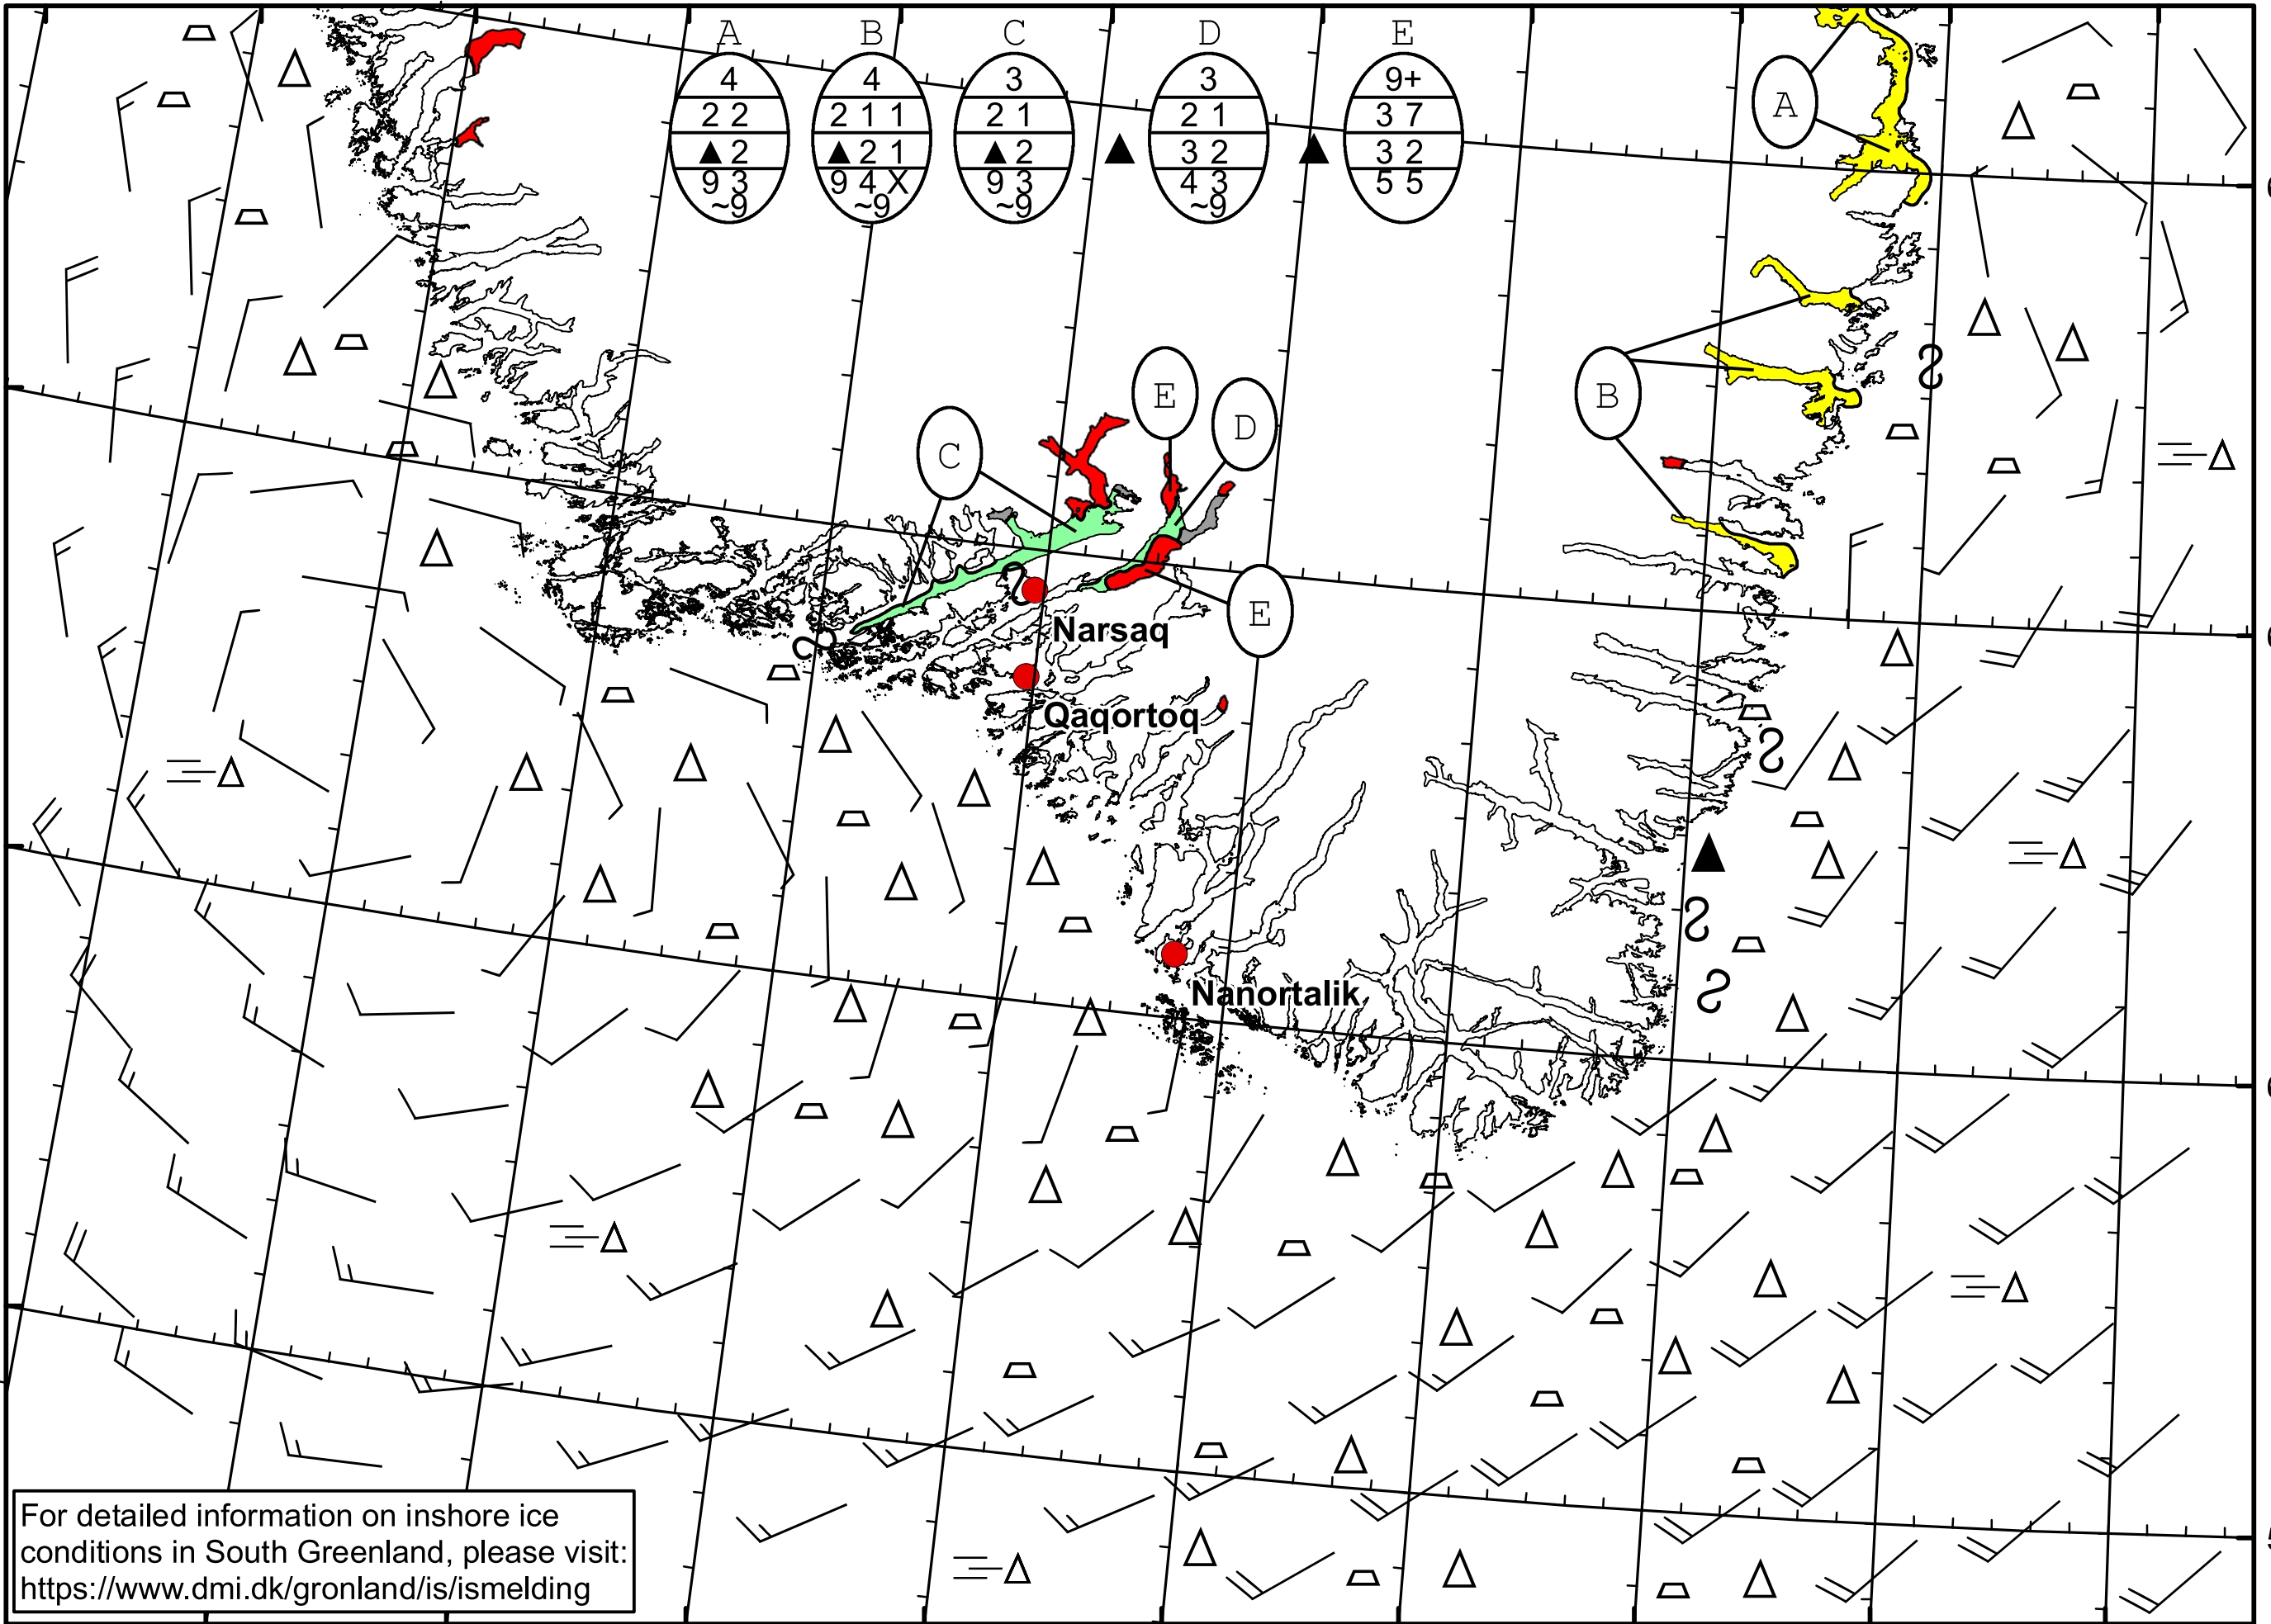 A B C D E
4 4 3 3 9+
2 2 2 1 1 2 1 2 1 3 7
▲ 2 ▲ 2 1 ▲ 2 ▲ 3 2 ▲ 3 2
9 3 9 4 X 9 3 4 3 5 5
~9 ~9 ~9 ~9
A
B
E
D
C
E
Narsaq
Qaqortoq
Nanortalik
For detailed information on inshore ice
conditions in South Greenland, please visit:
https://www.dmi.dk/gronland/is/ismelding